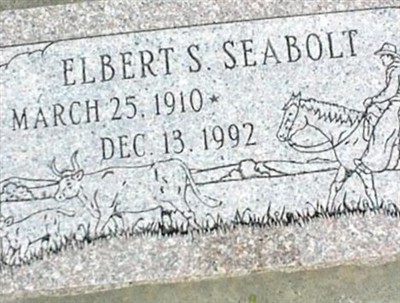 ELBERT S. SEABOLT
MARCH 25, 1910 *
DEC. 13, 1992